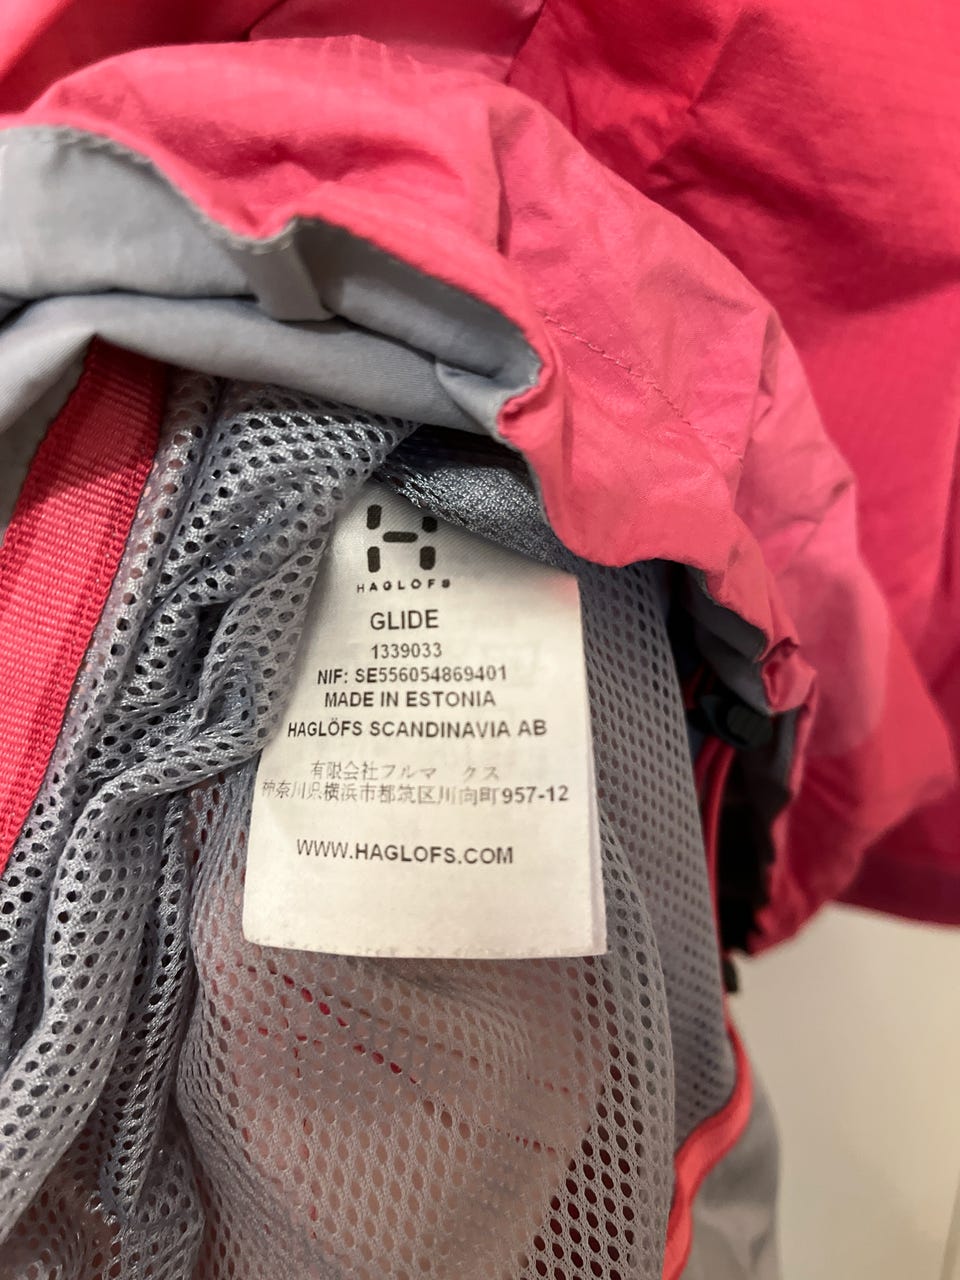 HAGLÖFS
GLIDE
1339033
NIF: SE556054869401
MADE IN ESTONIA
HAGLÖFS SCANDINAVIA AB
有限会社フルマークス
神奈川県横浜市都筑区川向町957-12
WWW.HAGLOFS.COM